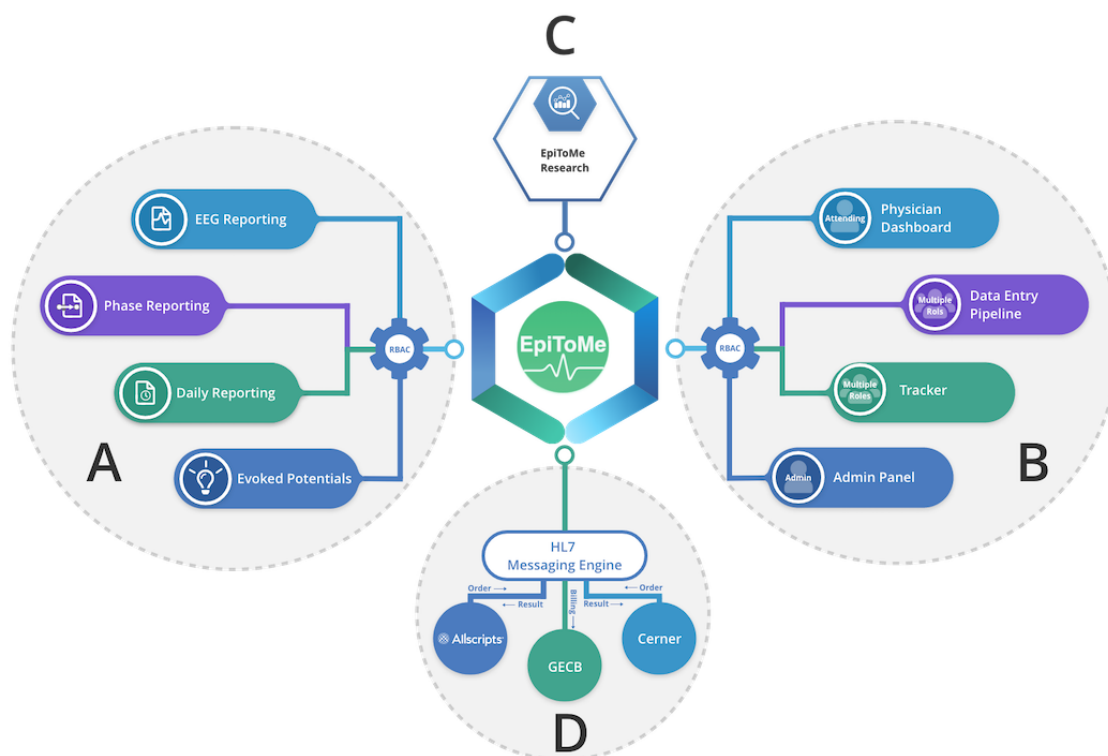 C
EpiToMe
Research
EEG Reporting
Phase Reporting
RBAC
Daily Reporting
A
Evoked Potentials
EpiToMe
Attending
Physician
Dashboard
Multiple
Rols
Data Entry
Pipeline
RBAC
Multiple
Roles
Tracker
B
Admin
Admin Panel
HL7
Messaging Engine
Order
Result
Billing
Result
Order
Allscripts
GECB
Cerner
D